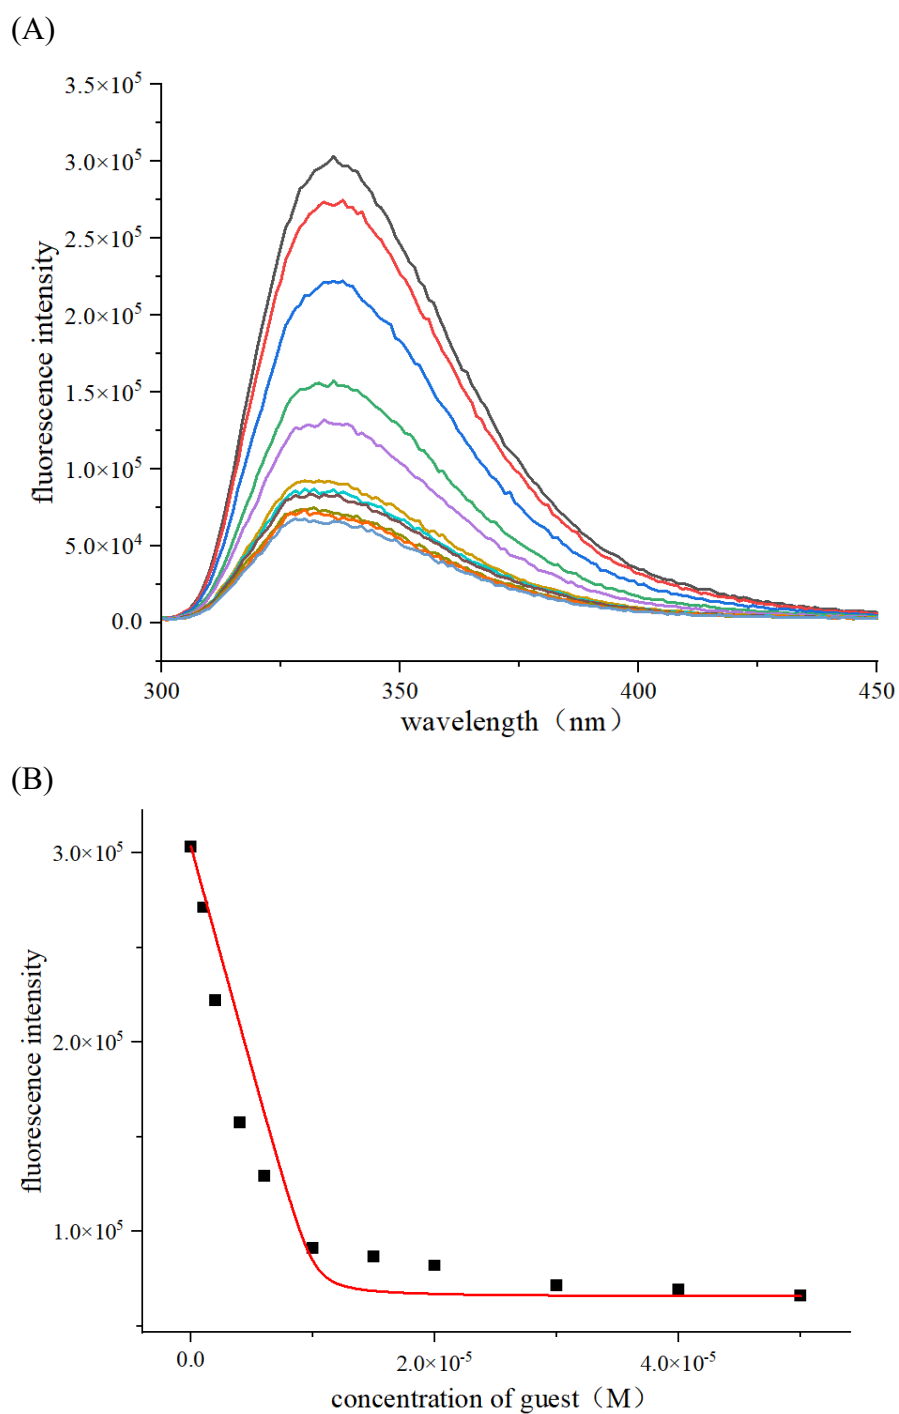 (A)
3.5×10⁵
3.0×10⁵
2.5×10⁵
2.0×10⁵
1.5×10⁵
1.0×10⁵
5.0×10⁴
0.0
fluorescence intensity
300 350 400 450
wavelength（nm）
(B)
3.0×10⁵
2.0×10⁵
1.0×10⁵
fluorescence intensity
0.0 2.0×10⁻⁵ 4.0×10⁻⁵
concentration of guest（M）